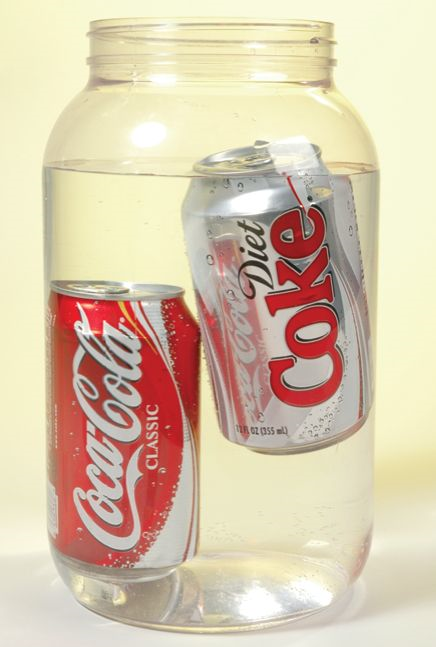 Diet
Coke
12 FL OZ (355 mL)
Coca-Cola
CLASSIC